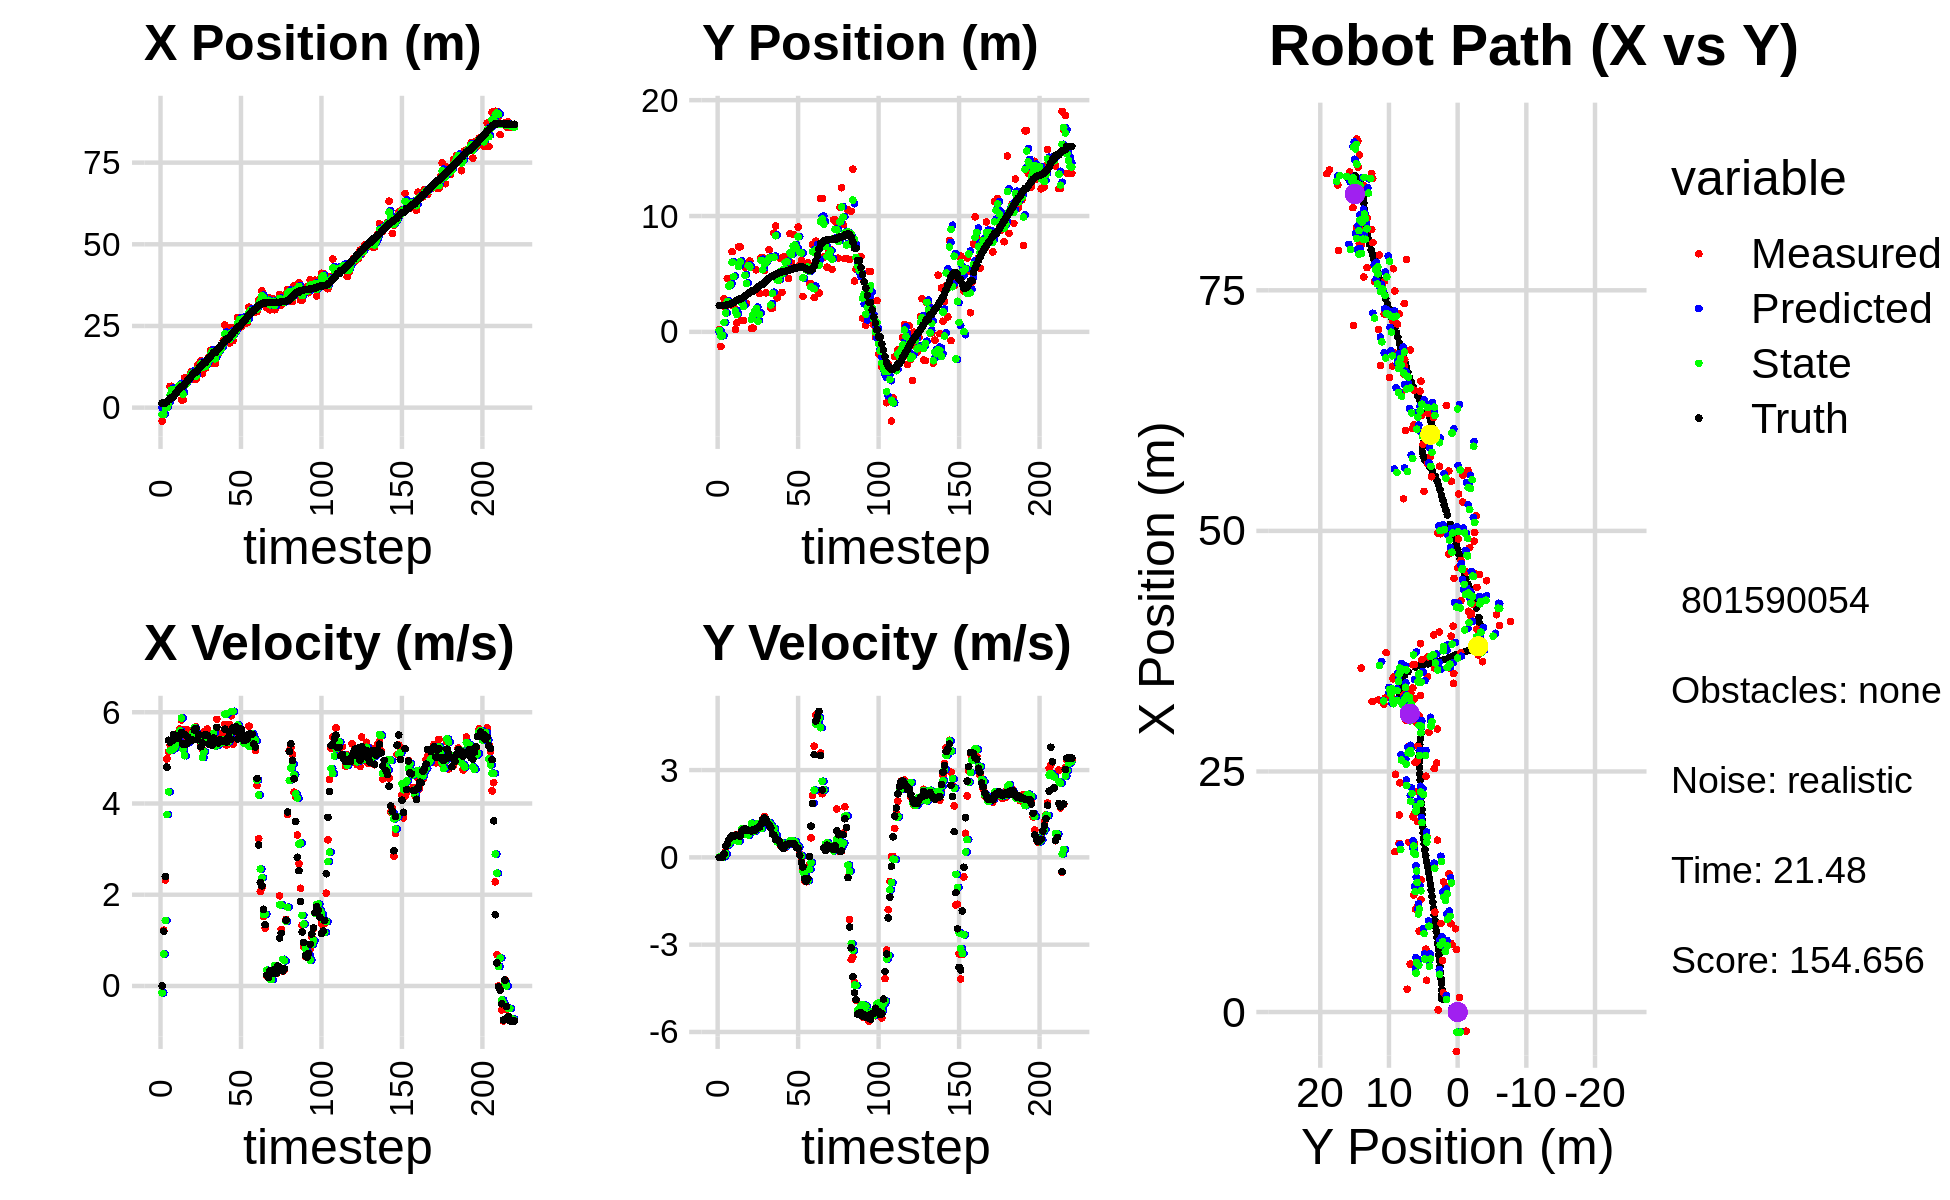 X Position (m)
75
50
25
0
0 50 100 150 200
timestep
Y Position (m)
20
10
0
0 50 100 150 200
timestep
X Velocity (m/s)
6
4
2
0
0 50 100 150 200
timestep
Y Velocity (m/s)
3
0
-3
-6
0 50 100 150 200
timestep
Robot Path (X vs Y)
X Position (m)
75
50
25
0
20 10 0 -10 -20
Y Position (m)
variable
Measured
Predicted
State
Truth
801590054
Obstacles: none
Noise: realistic
Time: 21.48
Score: 154.656